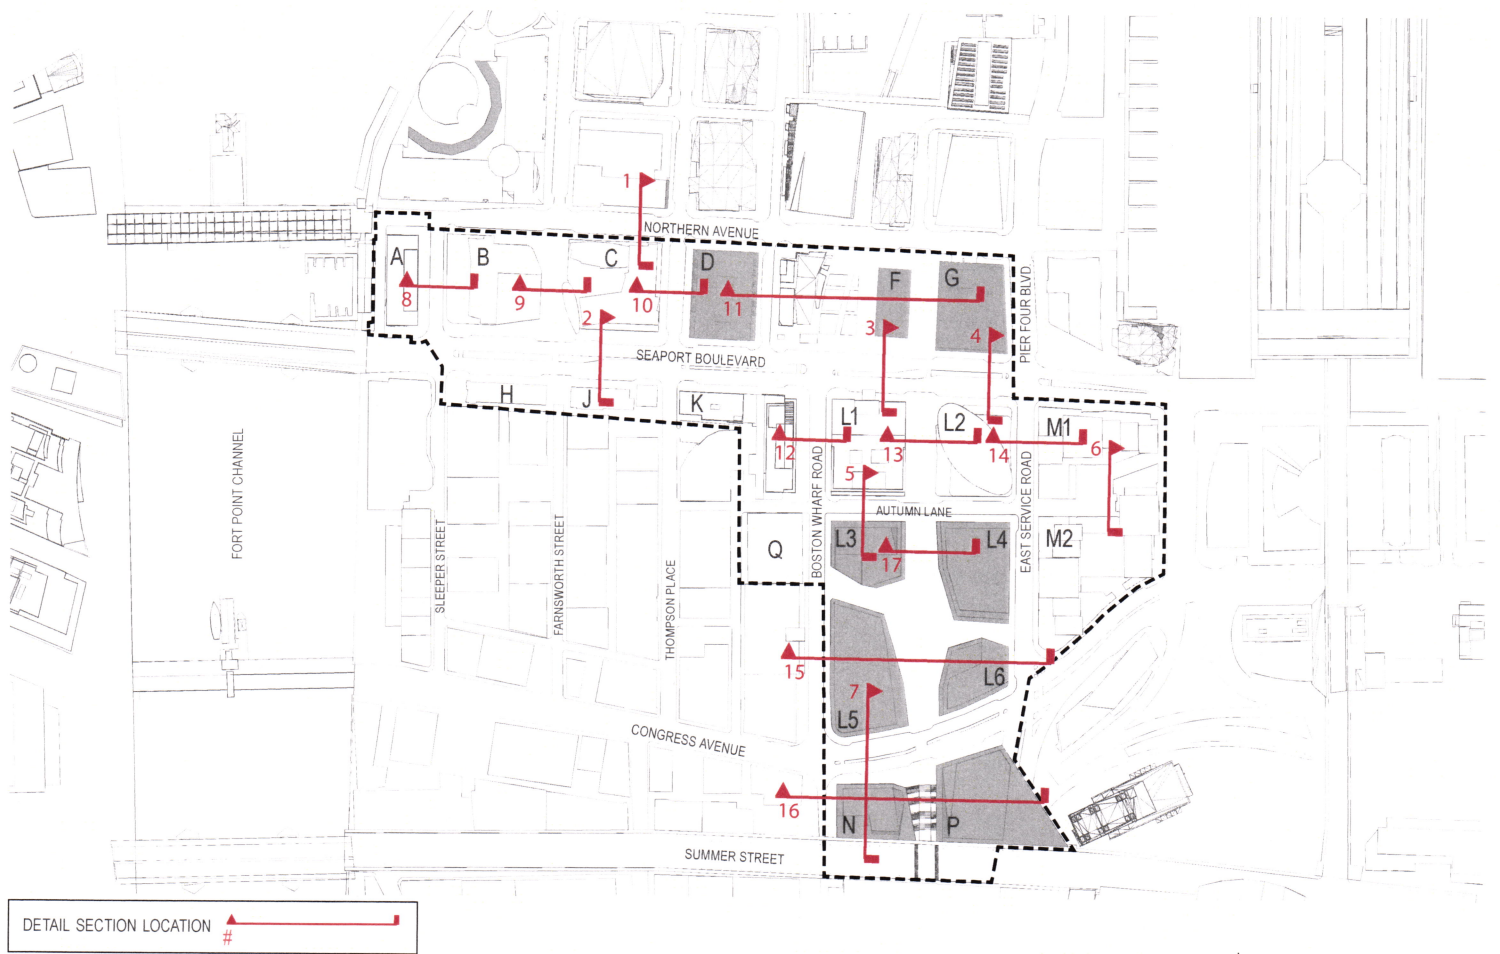 1
NORTHERN AVENUE
A
B
C
D
F
G
8
9
10
11
2
3
4
PIER FOUR BLVD
SEAPORT BOULEVARD
H
J
K
L1
L2
M1
12
13
14
6
5
BOSTON WHARF ROAD
EAST SERVICE ROAD
FORT POINT CHANNEL
SLEEPER STREET
FARNSWORTH STREET
THOMPSON PLACE
AUTUMN LANE
Q
L3
17
L4
M2
15
L6
7
L5
CONGRESS AVENUE
16
N
P
SUMMER STREET
DETAIL SECTION LOCATION
#